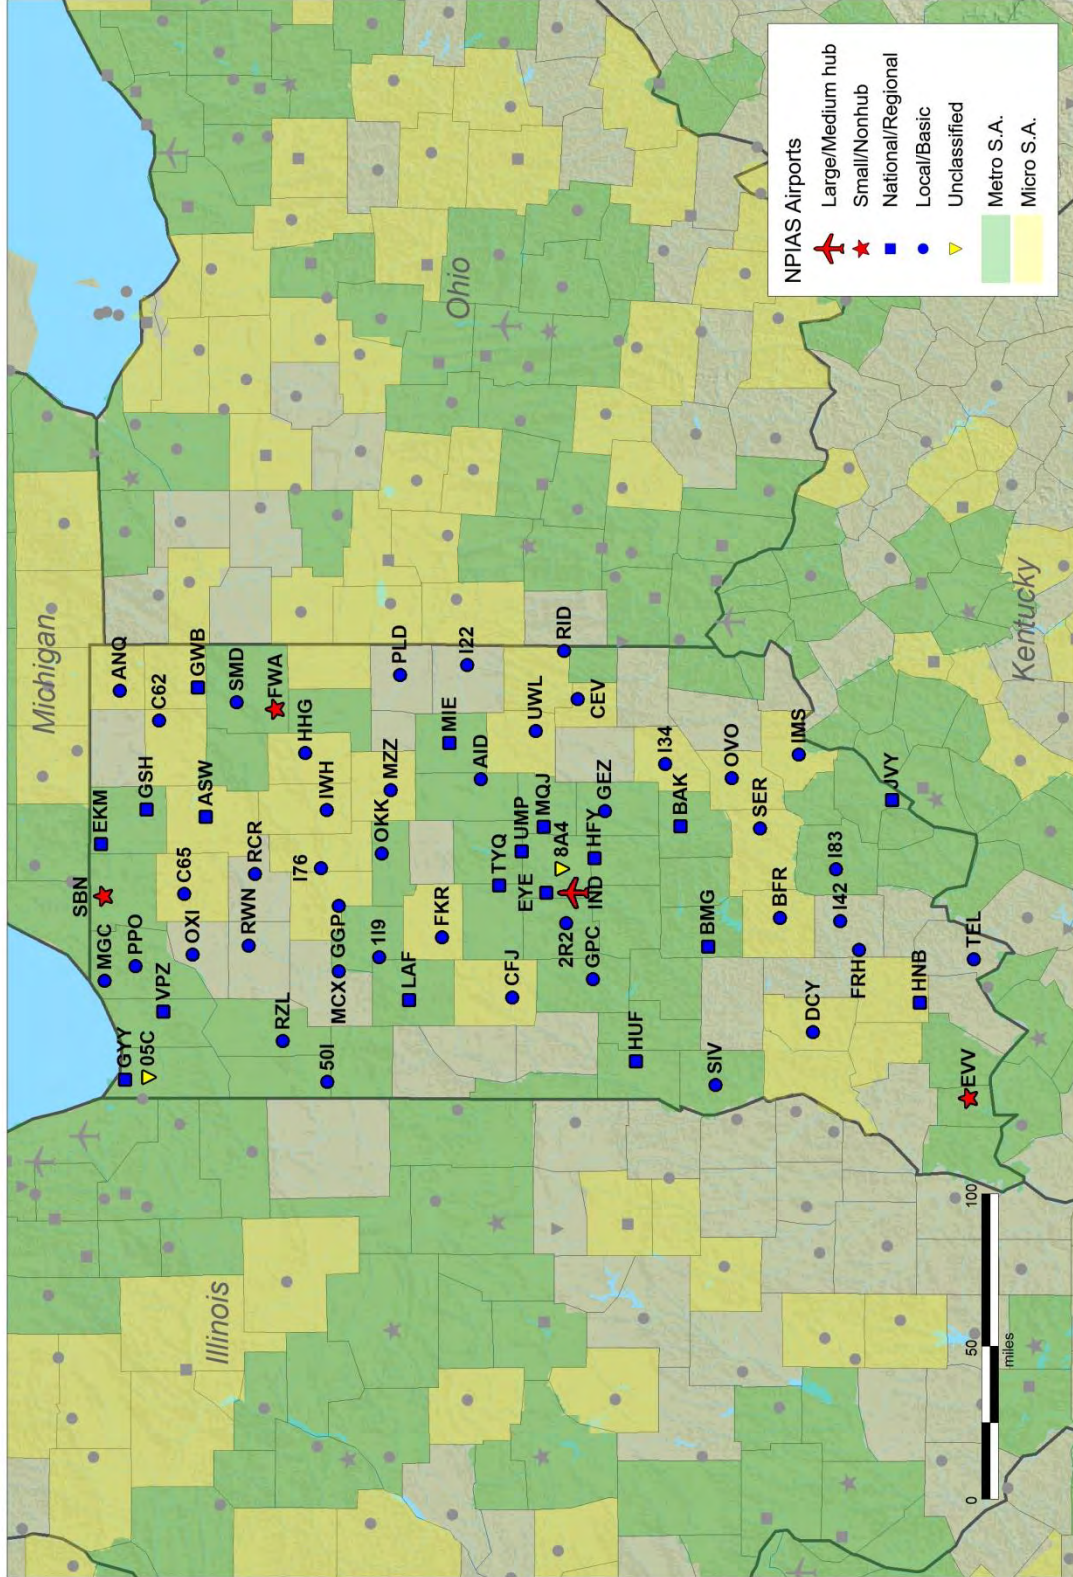 Michigan
Illinois
Ohio
Kentucky
GYY
05C
MGC
PPO
VPZ
SBN
EKM
GSH
ANQ
C62
GWB
SMD
FWA
ASW
C65
OXI
RCR
RWN
RZL
50I
MCX
GGP
I76
IWH
HHG
MZZ
OKK
1I9
LAF
FKR
CFJ
PLD
I22
MIE
AID
TYQ
UMP
MQJ
EYE
8A4
IND
HFY
2R2
GPC
GEZ
UWL
CEV
RID
HUF
SIV
BMG
BAK
I34
OVO
SER
IMS
BFR
I83
I42
FRH
DCY
HNB
JVY
TEL
EVV
0
50
100
miles
NPIAS Airports
Large/Medium hub
Small/Nonhub
National/Regional
Local/Basic
Unclassified
Metro S.A.
Micro S.A.